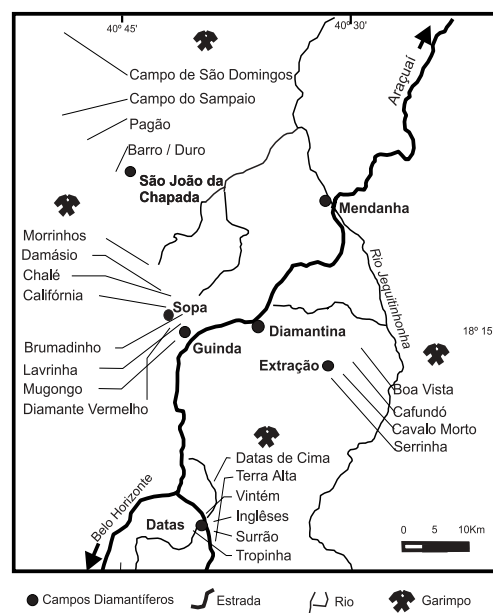 40º 45'
40º 30'
Araçuaí
Campo de São Domingos
Campo do Sampaio
Pagão
Barro / Duro
São João da
Chapada
Mendanha
Morrinhos
Damásio
Chalé
Califórnia
Sopa
Rio Jequitinhonha
Brumadinho
Lavrinha
Mugongo
Diamante Vermelho
Guinda
Diamantina
18º 15'
Extração
Boa Vista
Cafundó
Cavalo Morto
Serrinha
Datas de Cima
Terra Alta
Vintém
Inglêses
Surrão
Tropinha
Datas
Belo Horizonte
0 5 10Km
Campos Diamantíferos Estrada Rio Garimpo